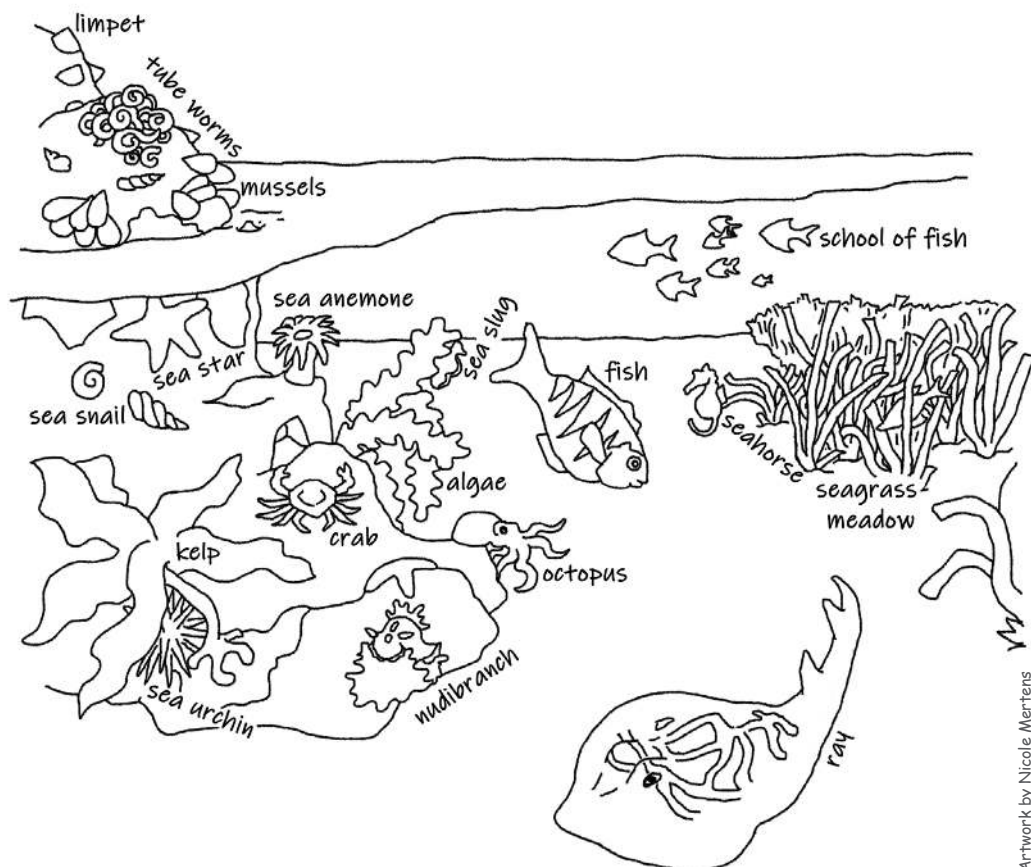 limpet
tube worms
mussels
school of fish
sea anemone
sea slug
sea star
fish
sea snail
seahorse
algae
seagrass
meadow
crab
kelp
octopus
sea urchin
nudibranch
ray
Artwork by Nicole Mertens